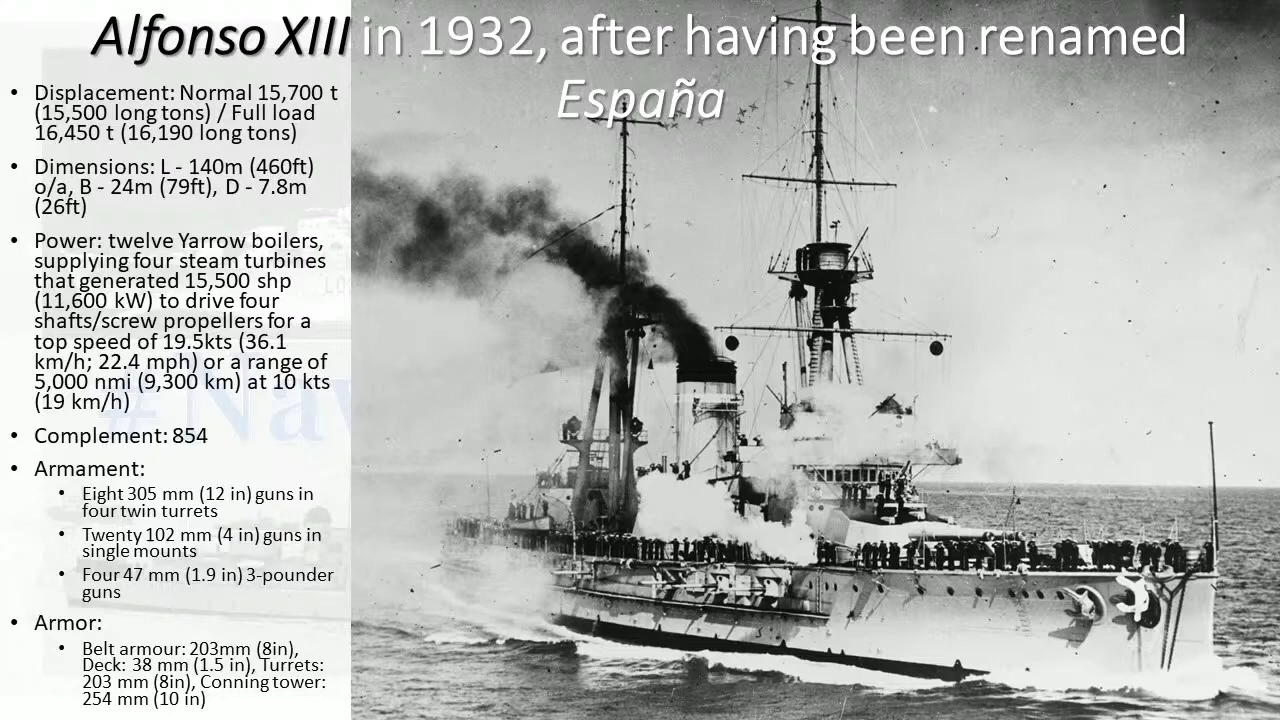 Alfonso XIII in 1932, after having been renamed
España
• Displacement: Normal 15,700 t
(15,500 long tons) / Full load
16,450 t (16,190 long tons)
• Dimensions: L - 140m (460ft)
o/a, B - 24m (79ft), D - 7.8m
(26ft)
• Power: twelve Yarrow boilers,
supplying four steam turbines
that generated 15,500 shp
(11,600 kW) to drive four
shafts/screw propellers for a
top speed of 19.5kts (36.1
km/h; 22.4 mph) or a range of
5,000 nmi (9,300 km) at 10 kts
(19 km/h)
• Complement: 854
• Armament:
• Eight 305 mm (12 in) guns in
four twin turrets
• Twenty 102 mm (4 in) guns in
single mounts
• Four 47 mm (1.9 in) 3-pounder
guns
• Armor:
• Belt armour: 203mm (8in),
Deck: 38 mm (1.5 in), Turrets:
203 mm (8in), Conning tower:
254 mm (10 in)